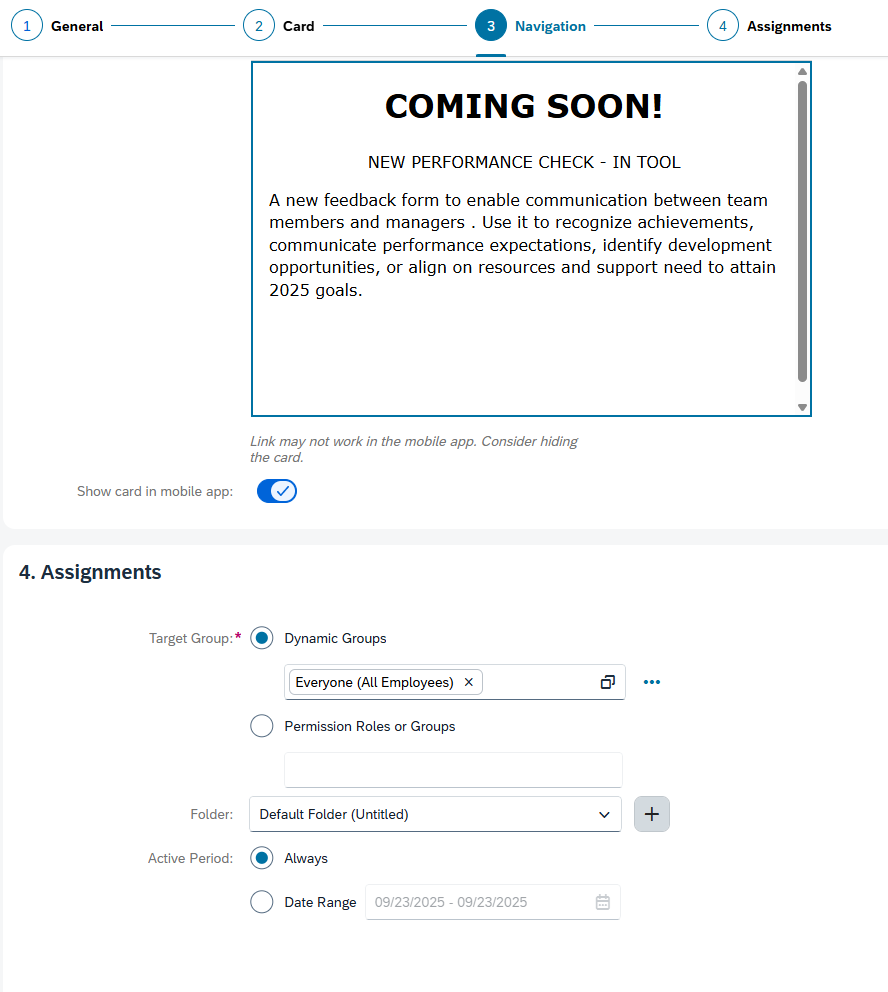 1 General 2 Card 3 Navigation 4 Assignments
COMING SOON!
NEW PERFORMANCE CHECK - IN TOOL
A new feedback form to enable communication between team
members and managers . Use it to recognize achievements,
communicate performance expectations, identify development
opportunities, or align on resources and support need to attain
2025 goals.
Link may not work in the mobile app. Consider hiding
the card.
Show card in mobile app:
4. Assignments
Target Group:* Dynamic Groups
Everyone (All Employees)
Permission Roles or Groups
Folder: Default Folder (Untitled)
Active Period: Always
Date Range 09/23/2025 - 09/23/2025